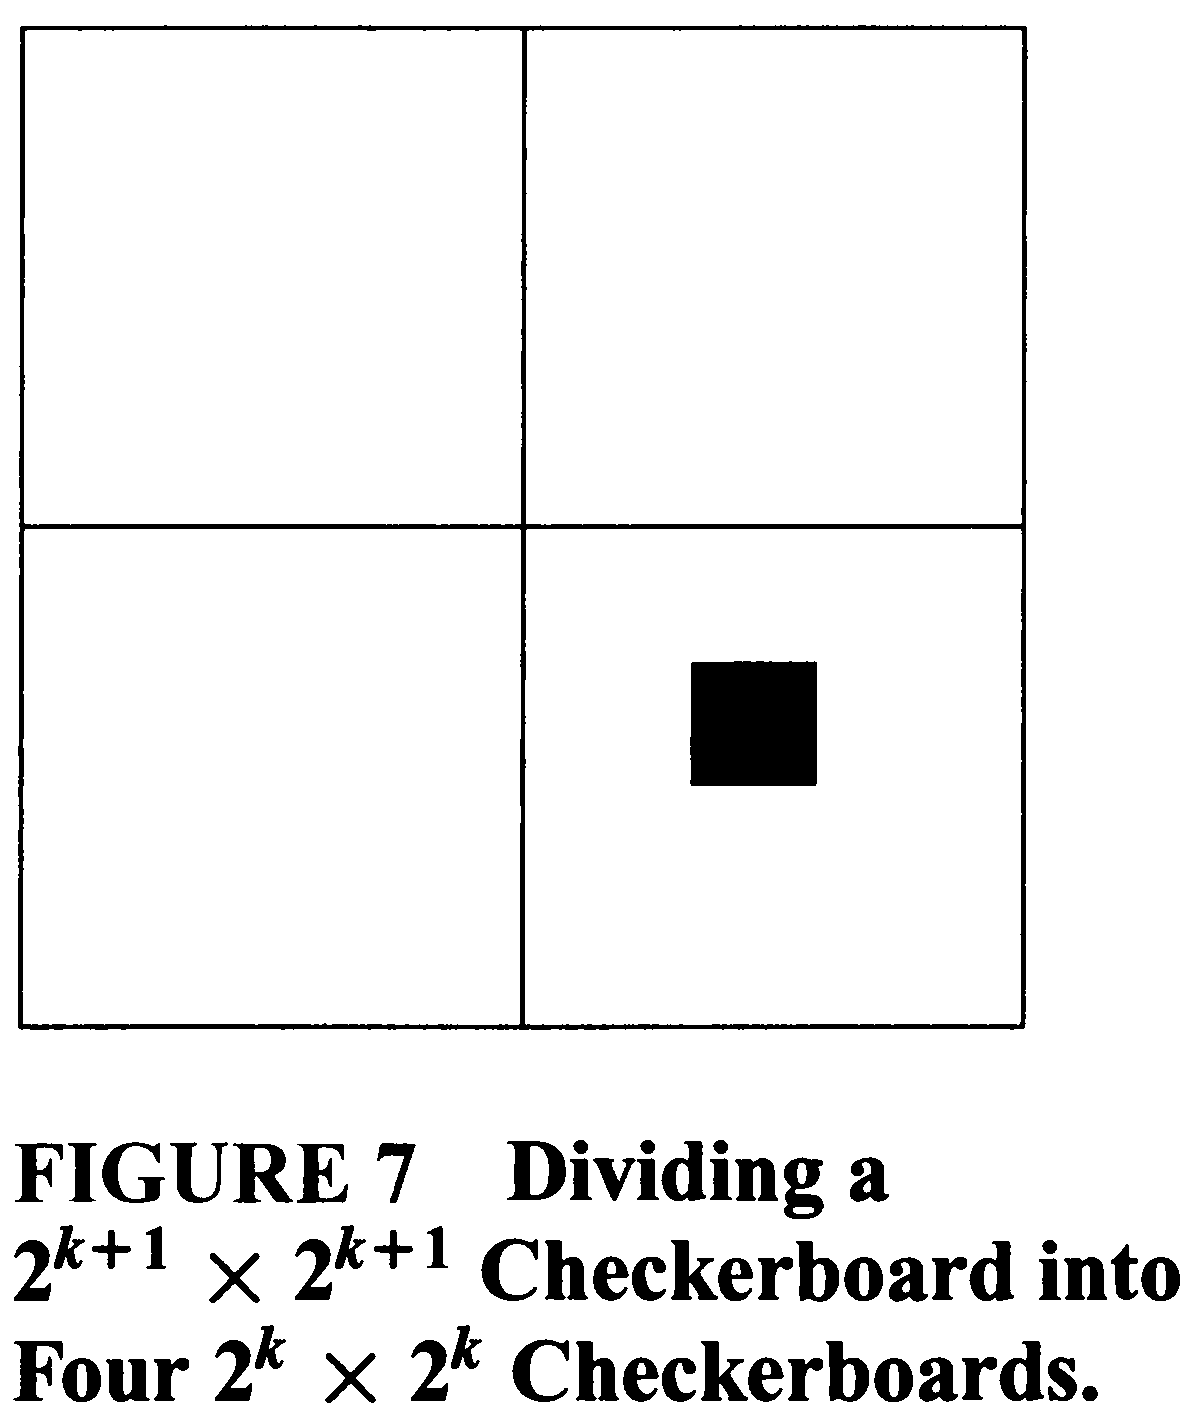 FIGURE 7 Dividing a
2^{k+1} × 2^{k+1} Checkerboard into
Four 2^k × 2^k Checkerboards.